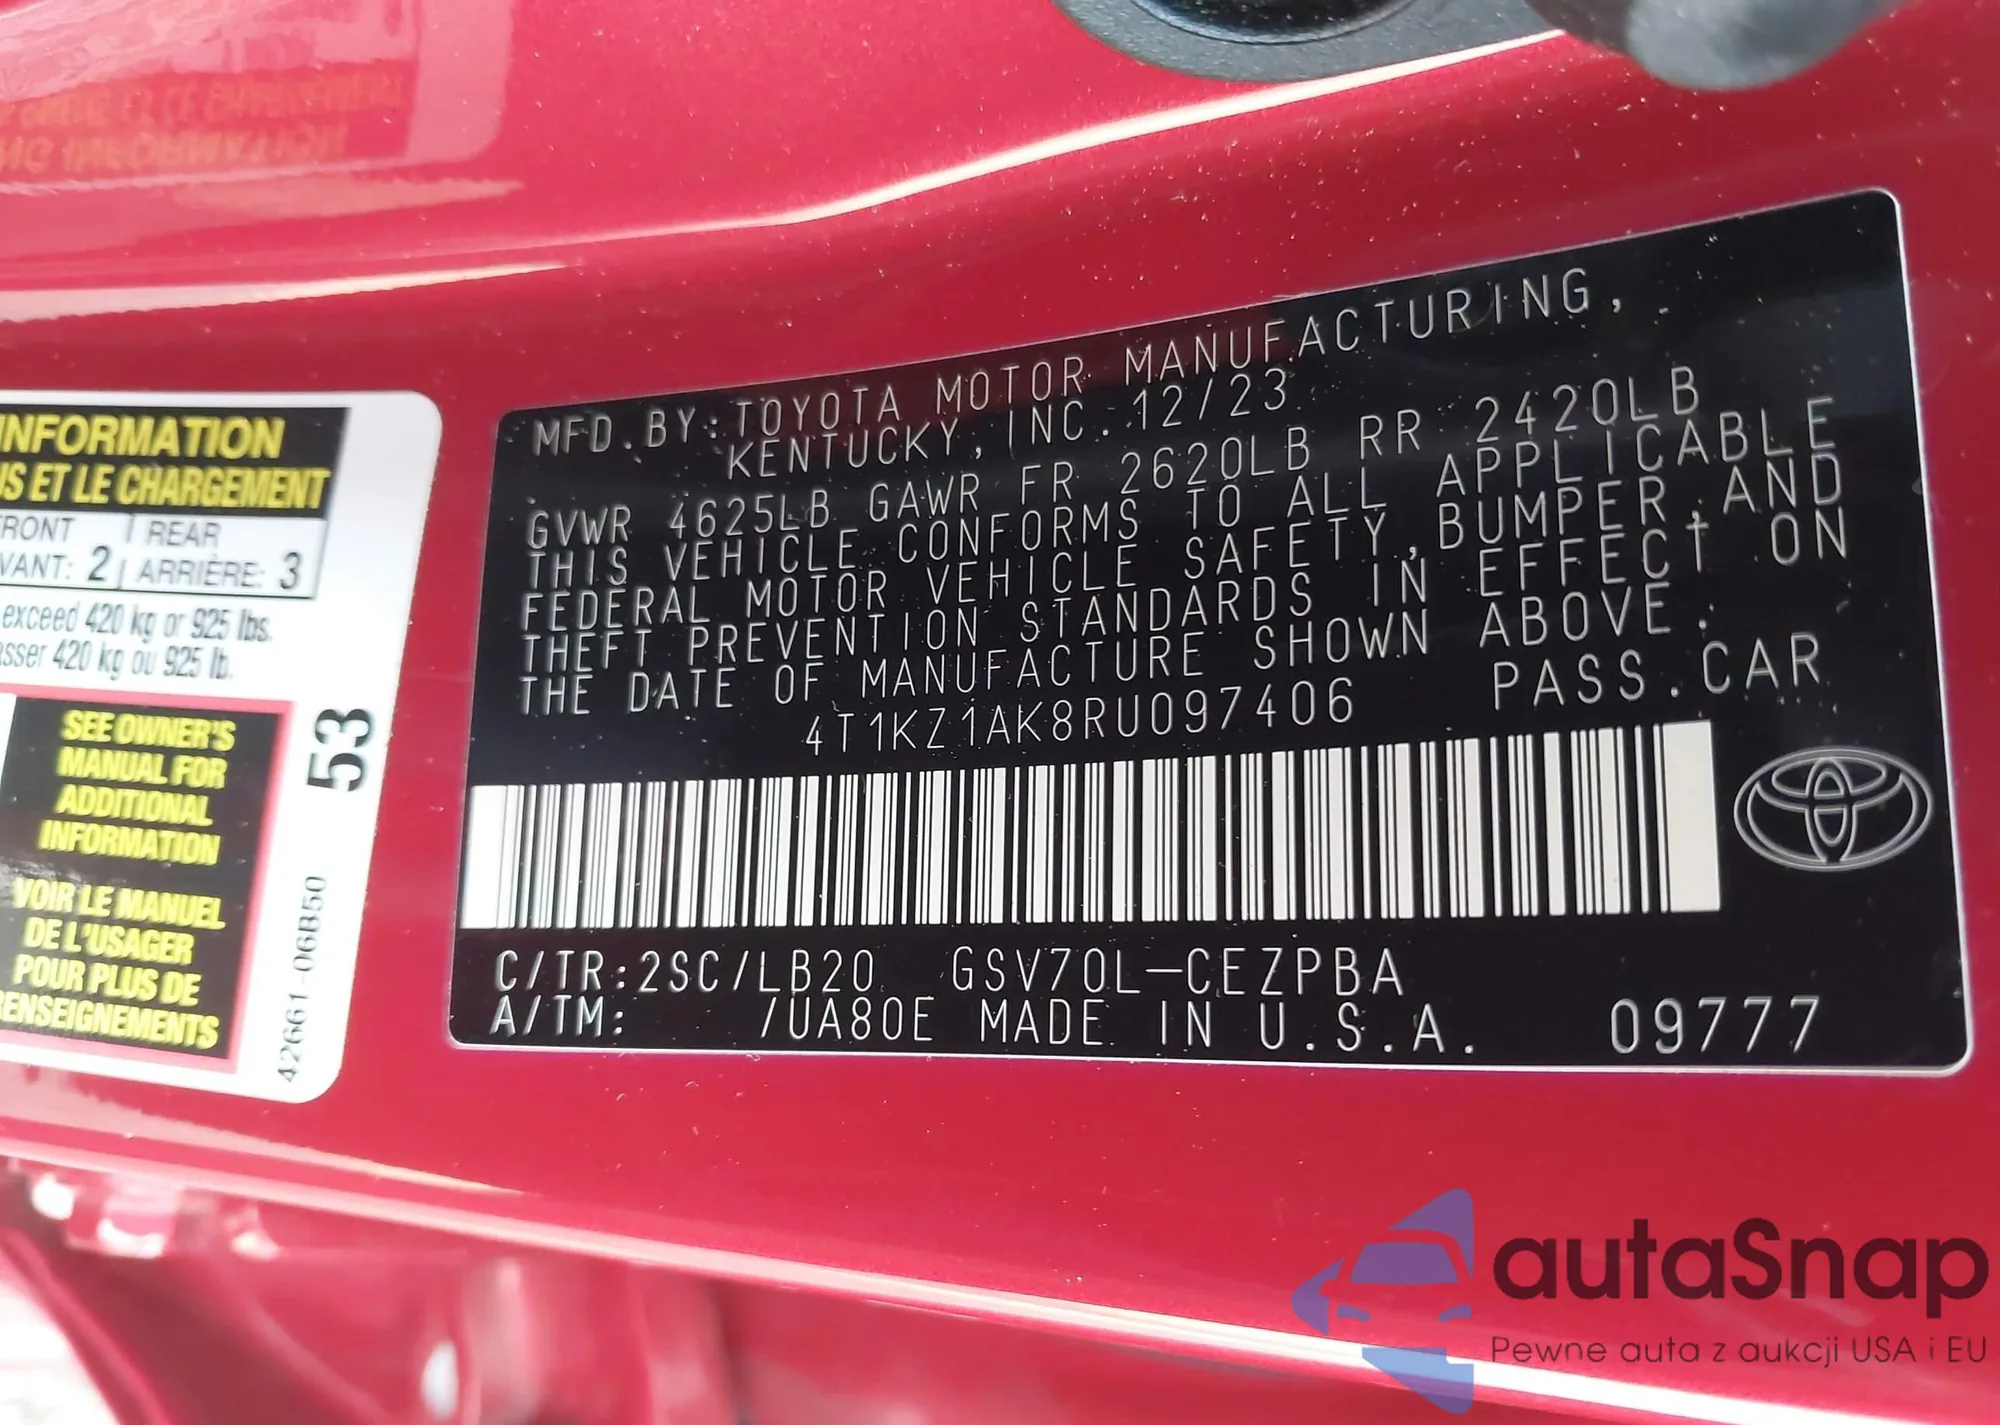 INFORMATION
US ET LE CHARGEMENT
FRONT | REAR
VANT: 2 | ARRIÈRE: 3
exceed 420 kg or 925 lbs.
asser 420 kg ou 925 lb.
SEE OWNER'S
MANUAL FOR
ADDITIONAL
INFORMATION
VOIR LE MANUEL
DE L'USAGER
POUR PLUS DE
RENSEIGNEMENTS
53
42661-06B50
MFD.BY:TOYOTA MOTOR MANUFACTURING,
KENTUCKY, INC. 12/23
GVWR 4625LB GAWR FR 2620LB RR 2420LB
THIS VEHICLE CONFORMS TO ALL APPLICABLE
FEDERAL MOTOR VEHICLE SAFETY,BUMPER,AND
THEFT PREVENTION STANDARDS IN EFFECT ON
THE DATE OF MANUFACTURE SHOWN ABOVE.
4T1KZ1AK8RU097406 PASS.CAR
C/TR:2SC/LB20 GSV70L-CEZPBA
A/TM: /UA80E MADE IN U.S.A. 09777
autaSnap
Pewne auta z aukcji USA i EU